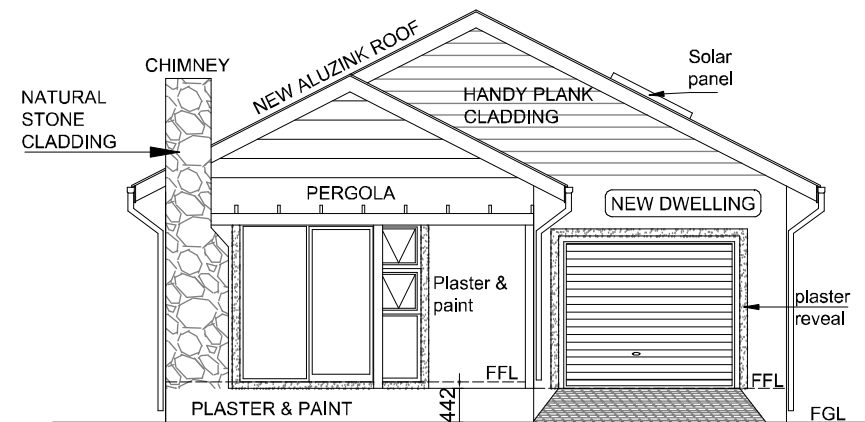 CHIMNEY
NEW ALUZINK ROOF
Solar
panel
NATURAL
STONE
CLADDING
HANDY PLANK
CLADDING
PERGOLA
NEW DWELLING
Plaster &
paint
plaster
reveal
FFL
FFL
442
PLASTER & PAINT
FGL